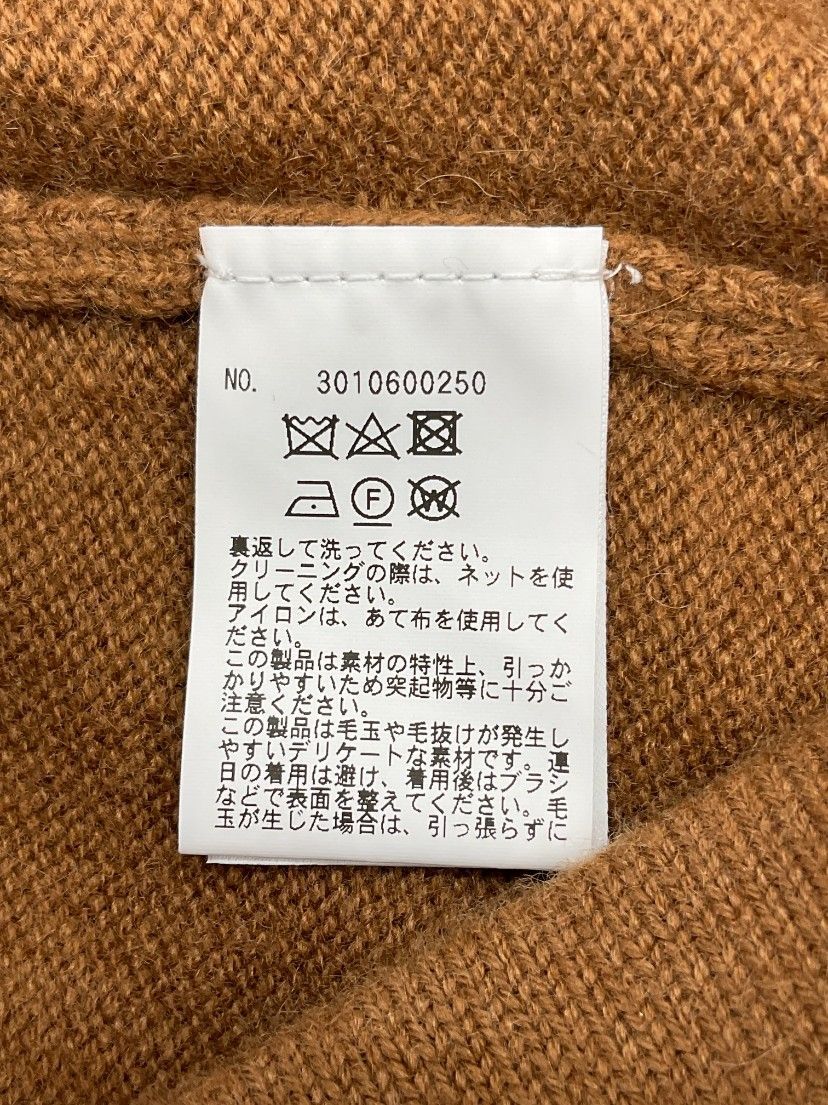 NO. 3010600250
F
W
裏返して洗ってください。
クリーニングの際は、ネットを使
用してください。
アイロンは、あて布を使用してく
ださい。
この製品は素材の特性上、引っか
かりやすいため突起物等に十分ご
注意ください。
この製品は毛玉や毛抜けが発生し
やすいデリケートな素材です。連
日の着用は避け、着用後はブラシ
などで表面を整えてください。毛
玉が生じた場合は、引っ張らずに